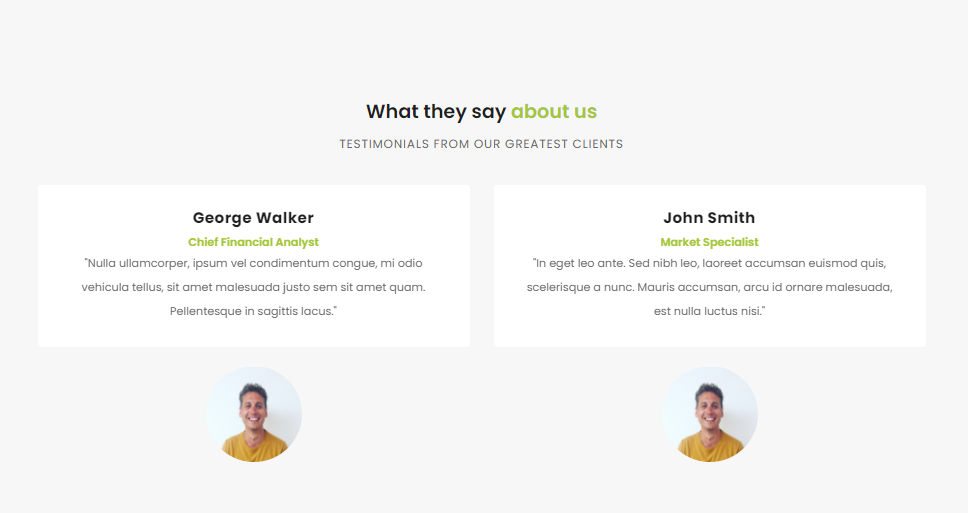 What they say about us
TESTIMONIALS FROM OUR GREATEST CLIENTS
George Walker
Chief Financial Analyst
"Nulla ullamcorper, ipsum vel condimentum congue, mi odio
vehicula tellus, sit amet malesuada justo sem sit amet quam.
Pellentesque in sagittis lacus."
John Smith
Market Specialist
"In eget leo ante. Sed nibh leo, laoreet accumsan euismod quis,
scelerisque a nunc. Mauris accumsan, arcu id ornare malesuada,
est nulla luctus nisi."